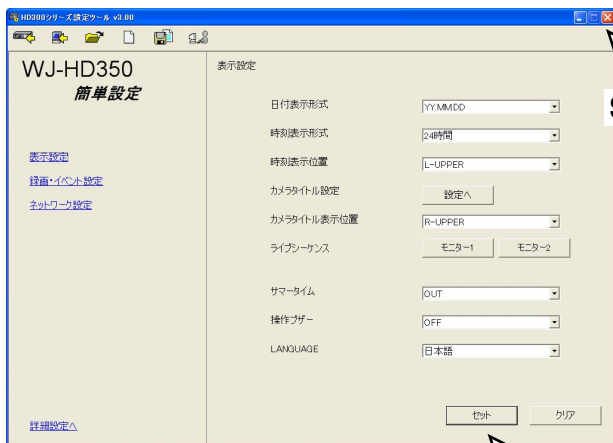 HD300シリーズ設定ツール v3.00
WJ-HD350
簡単設定
表示設定
録画・イベント設定
ネットワーク設定
詳細設定へ
表示設定
日付表示形式 YY.MMDD
時刻表示形式 24時間
時刻表示位置 L-UPPER
カメラタイトル設定 設定へ
カメラタイトル表示位置 R-UPPER
ライブシーケンス モニター1 モニター2
サマータイム OUT
操作ブザー OFF
LANGUAGE 日本語
セット クリア